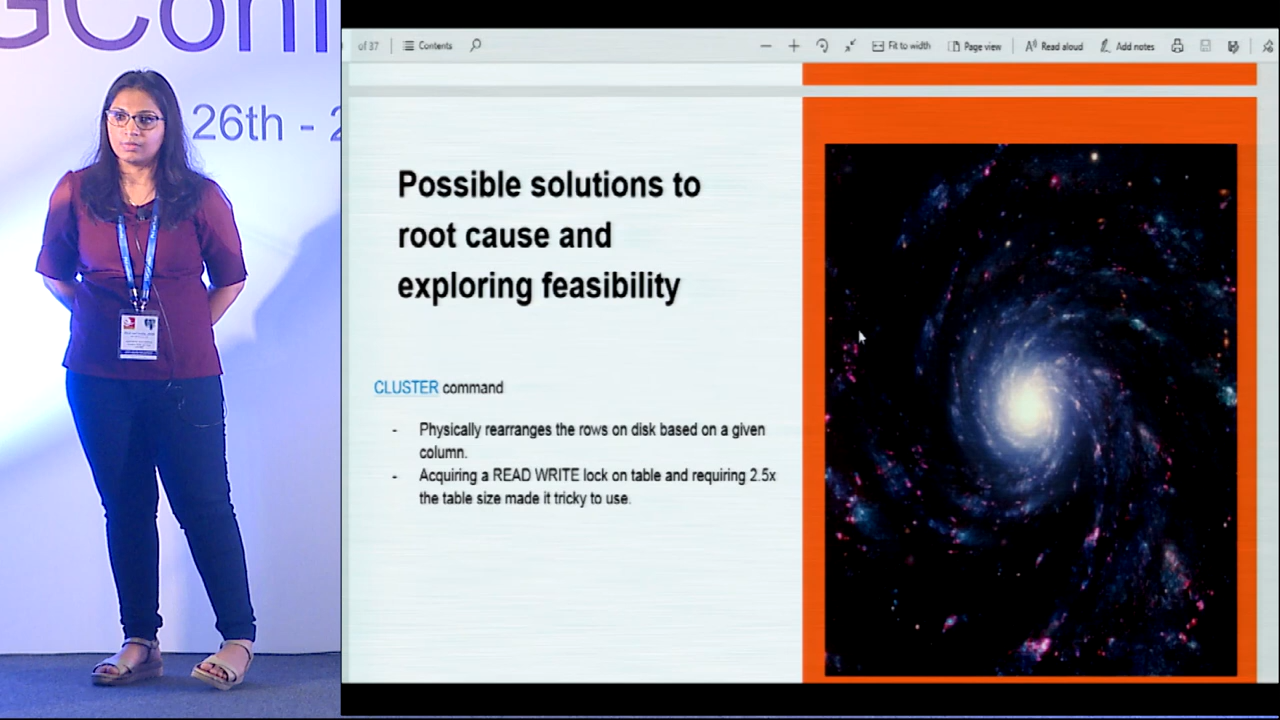 GConf
26th - 2
of 37
Contents
Fit to width
Page view
Read aloud
Add notes
Possible solutions to
root cause and
exploring feasibility
CLUSTER command
- Physically rearranges the rows on disk based on a given
column.
- Acquiring a READ WRITE lock on table and requiring 2.5x
the table size made it tricky to use.